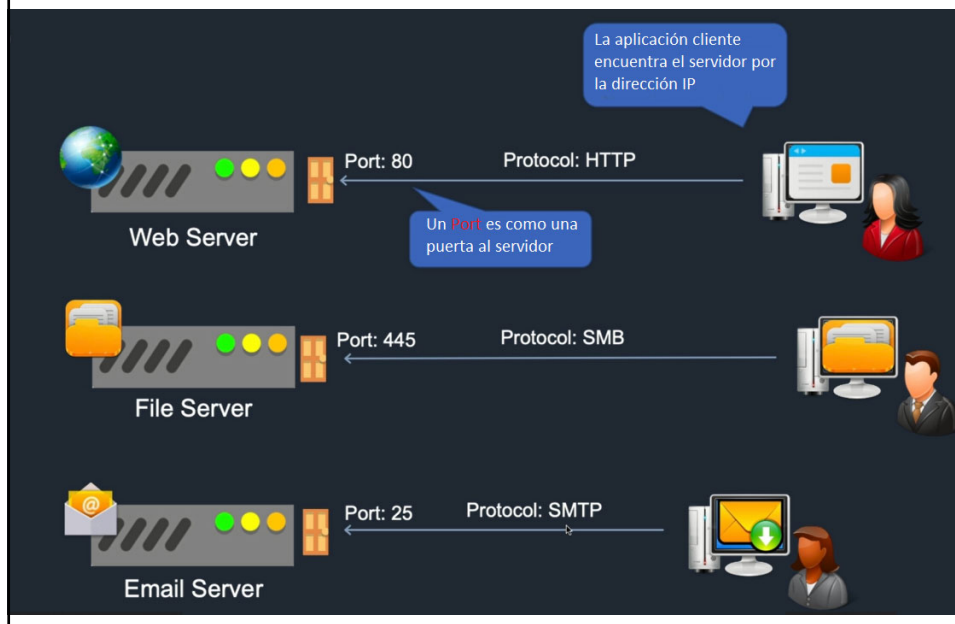 La aplicación cliente
encuentra el servidor por
la dirección IP
Port: 80
Protocol: HTTP
Un Port es como una
puerta al servidor
Web Server
Port: 445
Protocol: SMB
File Server
@
Port: 25
Protocol: SMTP
Email Server